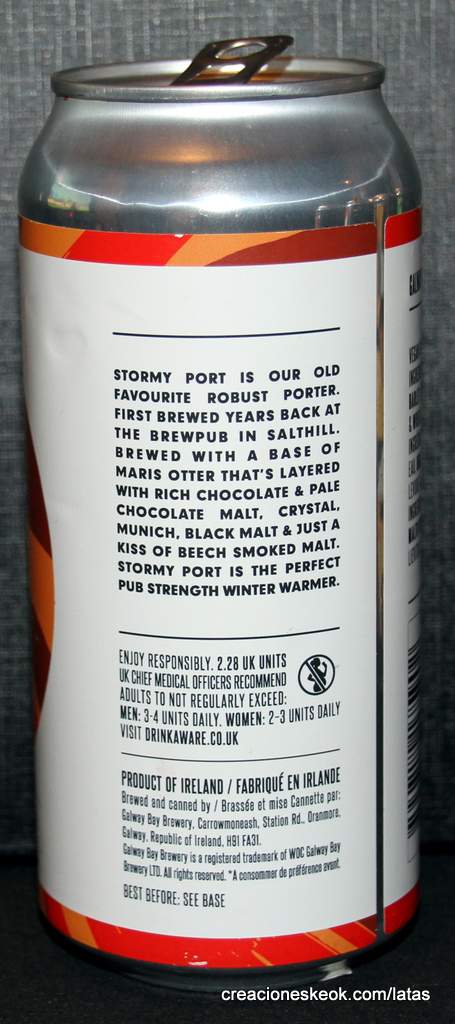 STORMY PORT IS OUR OLD
FAVOURITE ROBUST PORTER.
FIRST BREWED YEARS BACK AT
THE BREWPUB IN SALTHILL.
BREWED WITH A BASE OF
MARIS OTTER THAT'S LAYERED
WITH RICH CHOCOLATE & PALE
CHOCOLATE MALT, CRYSTAL,
MUNICH, BLACK MALT & JUST A
KISS OF BEECH SMOKED MALT.
STORMY PORT IS THE PERFECT
PUB STRENGTH WINTER WARMER.
ENJOY RESPONSIBLY. 2.28 UK UNITS
UK CHIEF MEDICAL OFFICERS RECOMMEND
ADULTS TO NOT REGULARLY EXCEED:
MEN: 3-4 UNITS DAILY. WOMEN: 2-3 UNITS DAILY
VISIT DRINKAWARE.CO.UK
PRODUCT OF IRELAND / FABRIQUÉ EN IRLANDE
Brewed and canned by / Brassée et mise Cannette par:
Galway Bay Brewery, Carrowmoneash, Station Rd., Oranmore,
Galway. Republic of Ireland, H91 FA31.
Galway Bay Brewery is a registered trademark of WOC Galway Bay
Brewery LTD. All rights reserved. *A consommer de préférence avant.
BEST BEFORE: SEE BASE
creacioneskeok.com/latas